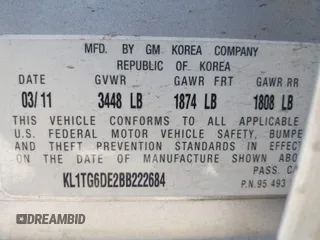 MFD. BY GM KOREA COMPANY
REPUBLIC OF KOREA
DATE GVWR GAWR FRT GAWR RR
03/11 3448 LB 1874 LB 1808 LB
THIS VEHICLE CONFORMS TO ALL APPLICABLE
U.S. FEDERAL MOTOR VEHICLE SAFETY, BUMPE
AND THEFT PREVENTION STANDARDS IN EFFECT
ON THE DATE OF MANUFACTURE SHOWN ABOVE
PASS. CA
KL1TG6DE2BB222684
P.N. 95 493
DREAMBID